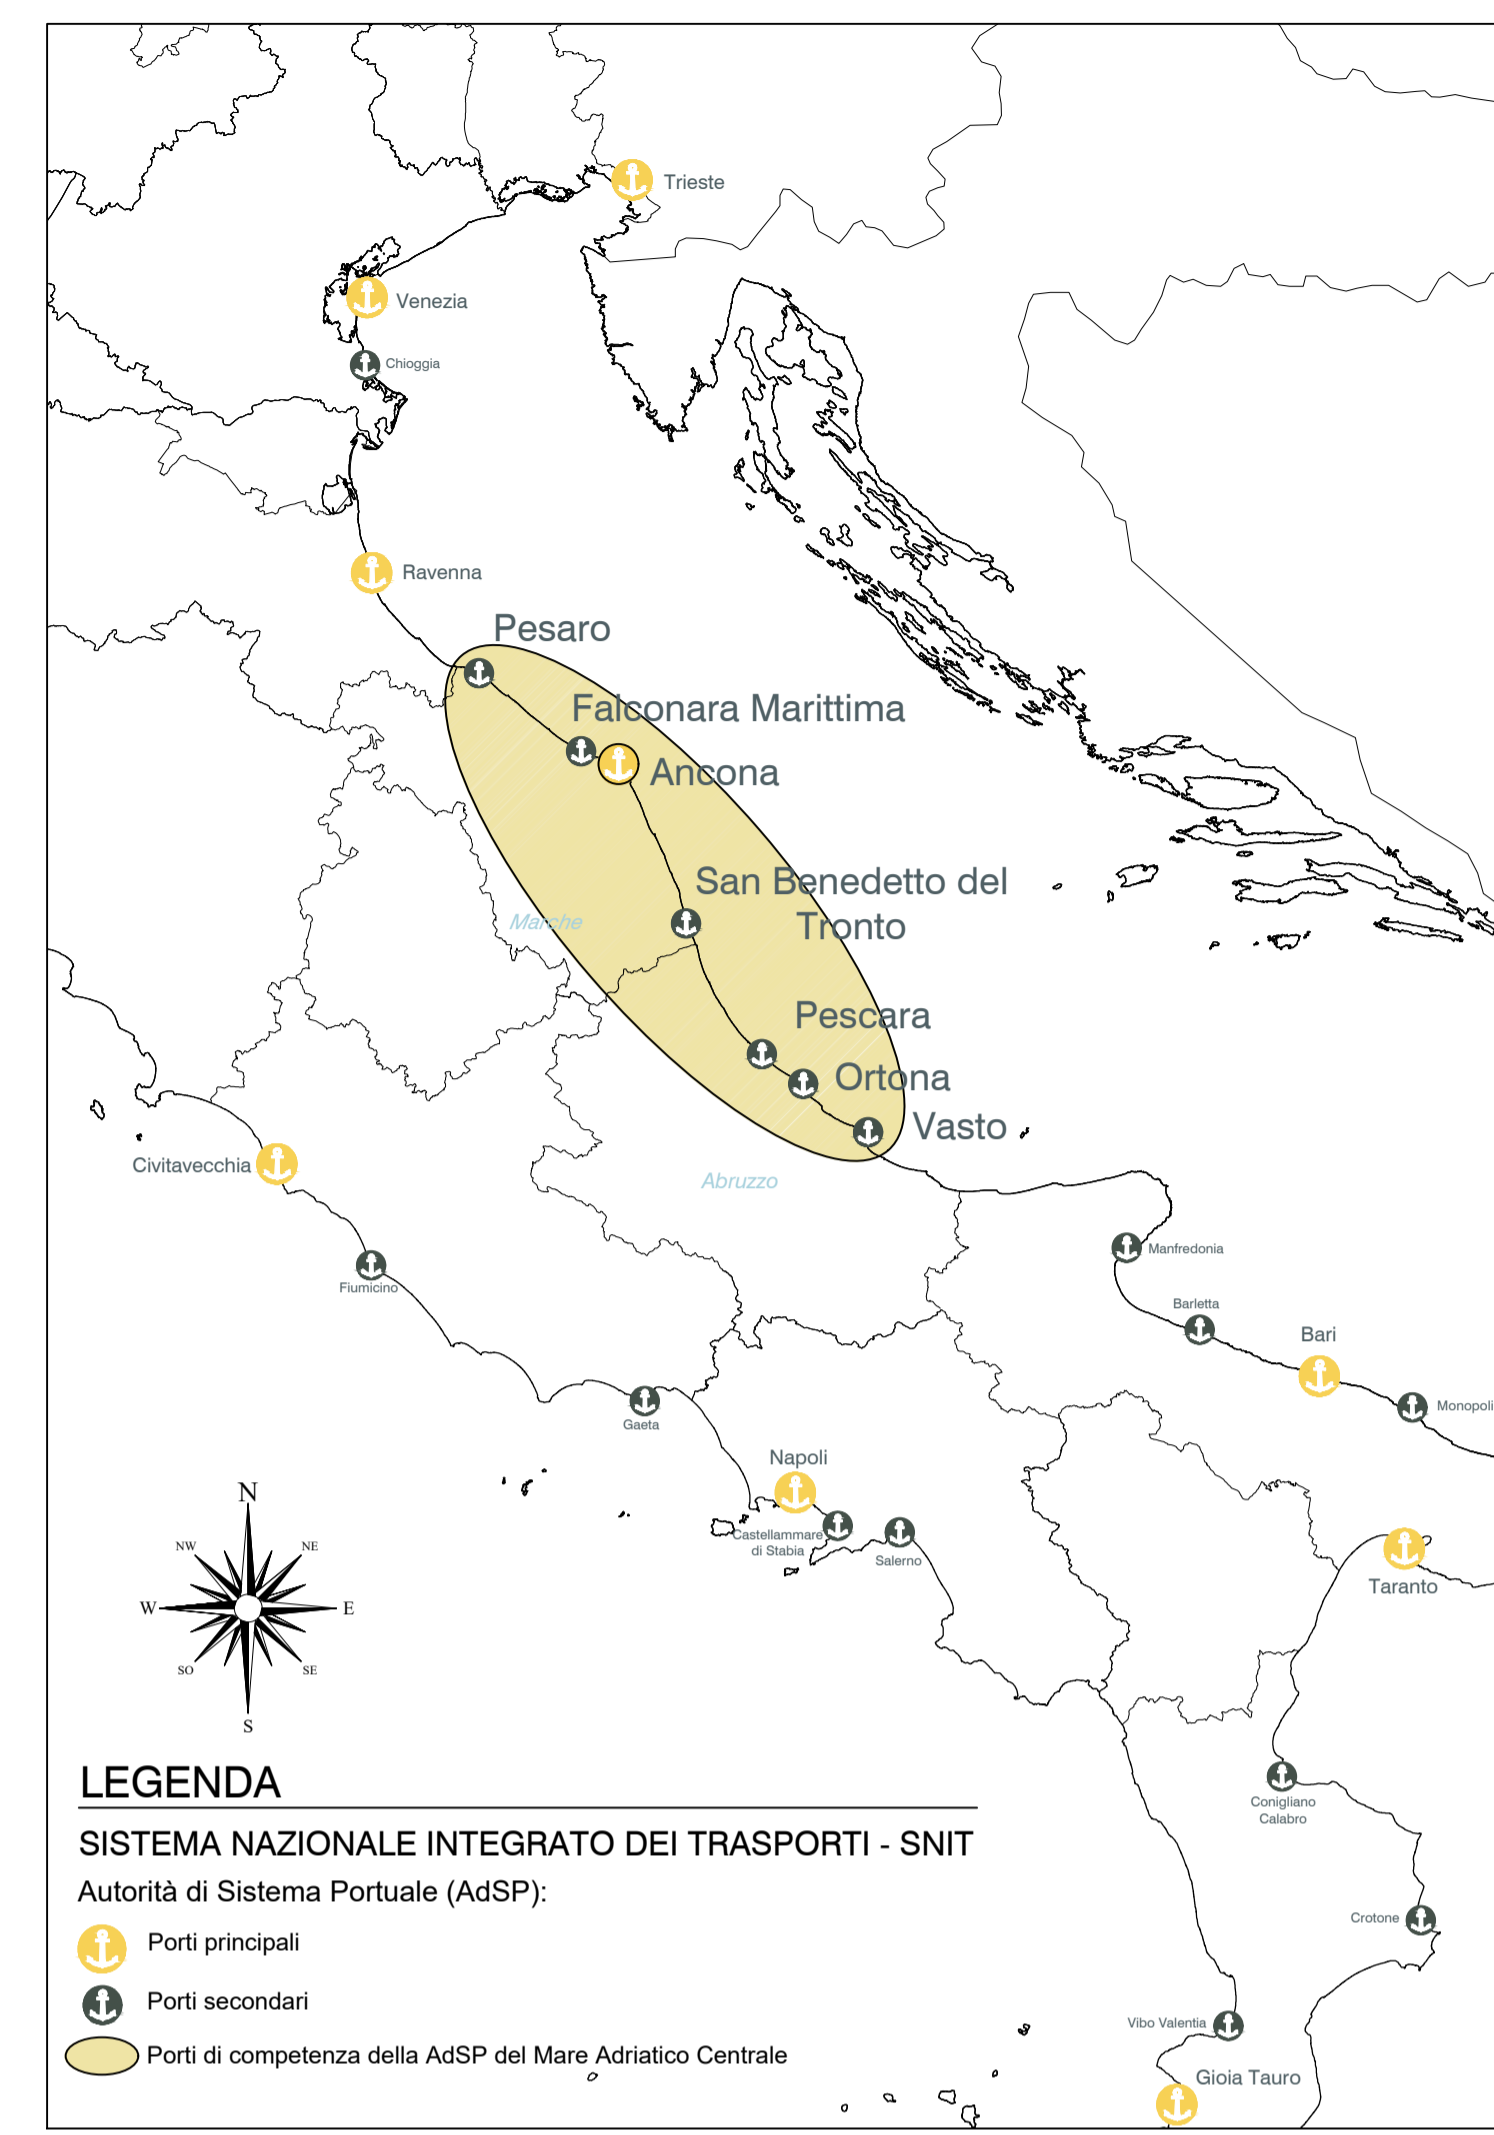 Trieste
Venezia
Chioggia
Ravenna
Pesaro
Falconara Marittima
Ancona
San Benedetto del
Tronto
Marche
Pescara
Ortona
Vasto
Civitavecchia
Abruzzo
Fiumicino
Manfredonia
Barletta
Bari
Monopoli
Gaeta
Napoli
Castellammare
di Stabia
Salerno
Taranto
N
NW
NE
W
E
SO
SE
S
Conigliano
Calabro
Crotone
Vibo Valentia
Gioia Tauro
LEGENDA
SISTEMA NAZIONALE INTEGRATO DEI TRASPORTI - SNIT
Autorità di Sistema Portuale (AdSP):
Porti principali
Porti secondari
Porti di competenza della AdSP del Mare Adriatico Centrale